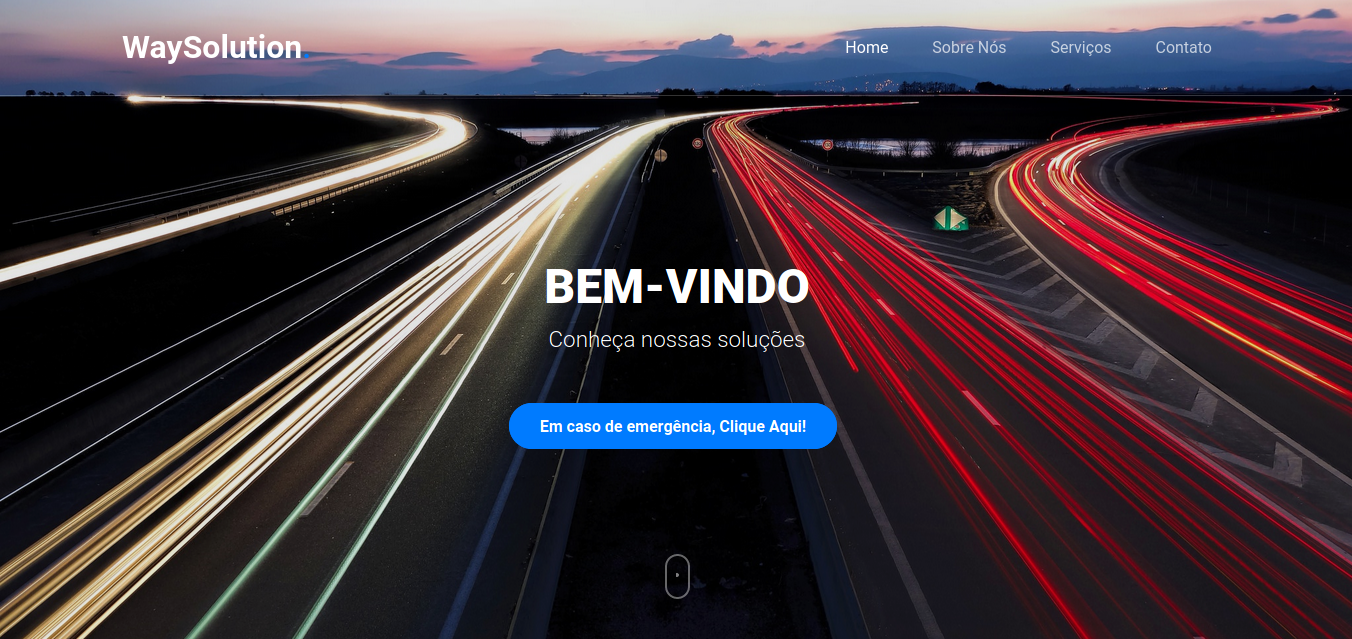 WaySolution
Home Sobre Nós Serviços Contato
BEM-VINDO
Conheça nossas soluções
Em caso de emergência, Clique Aqui!